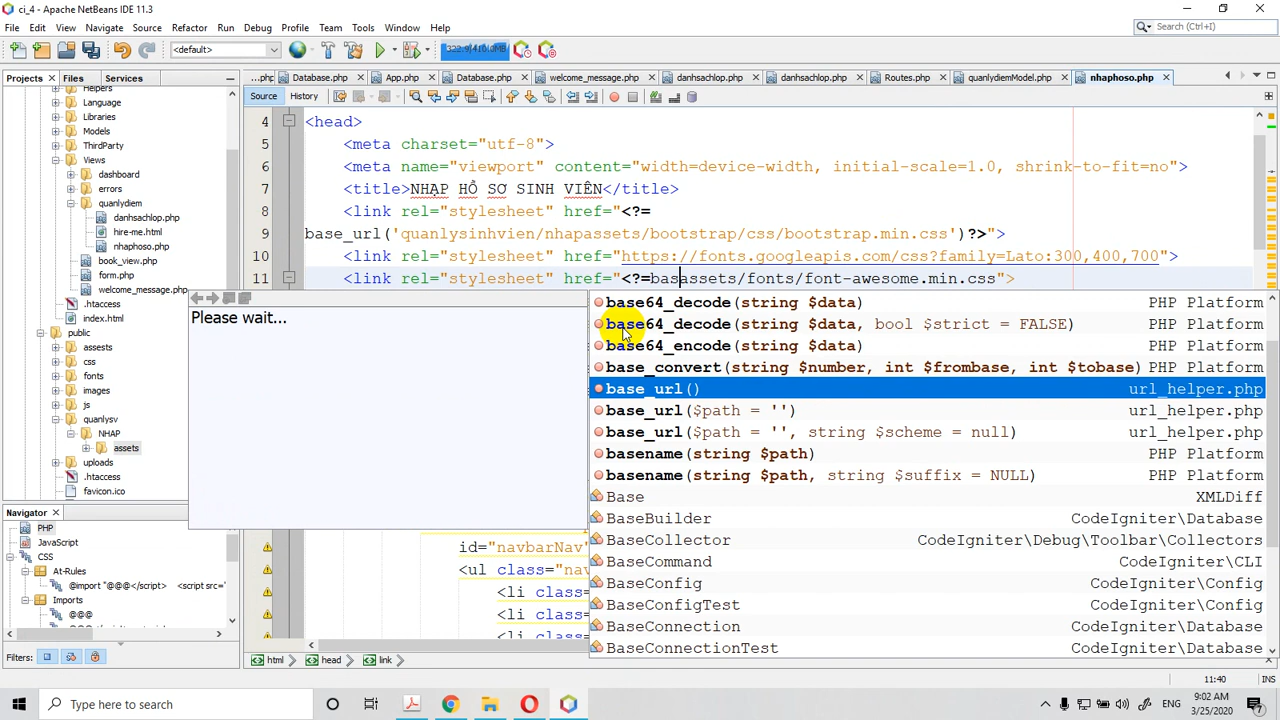 ci_4 - Apache NetBeans IDE 11.3
File Edit View Navigate Source Refactor Run Debug Profile Team Tools Window Help
Search (Ctrl+I)
<default>
322.9/410.0MB
Projects Files Services
...php Database.php App.php Database.php welcome_message.php danhsachlop.php danhsachlop.php Routes.php quanlydiemModel.php nhaphoso.php
Source History
Helpers
Language
Libraries
Models
ThirdParty
Views
dashboard
errors
quanlydiem
danhsachlop.php
hire-me.html
nhaphoso.php
book_view.php
form.php
welcome_message.php
.htaccess
index.html
public
assests
css
fonts
images
js
quanlysv
NHAP
assets
uploads
.htaccess
favicon.ico
4 <head>
5 <meta charset="utf-8">
6 <meta name="viewport" content="width=device-width, initial-scale=1.0, shrink-to-fit=no">
7 <title>NHẬP HỒ SƠ SINH VIÊN</title>
8 <link rel="stylesheet" href="<?=
9 base_url('quanlysinhvien/nhapassets/bootstrap/css/bootstrap.min.css')?>">
10 <link rel="stylesheet" href="https://fonts.googleapis.com/css?family=Lato:300,400,700">
11 <link rel="stylesheet" href="<?=basassets/fonts/font-awesome.min.css">
Please wait...
base64_decode(string $data) PHP Platform
base64_decode(string $data, bool $strict = FALSE) PHP Platform
base64_encode(string $data) PHP Platform
base_convert(string $number, int $frombase, int $tobase) PHP Platform
base_url() url_helper.php
base_url($path = '') url_helper.php
base_url($path = '', string $scheme = null) url_helper.php
basename(string $path) PHP Platform
basename(string $path, string $suffix = NULL) PHP Platform
Base XMLDiff
BaseBuilder CodeIgniter\Database
BaseCollector CodeIgniter\Debug\Toolbar\Collectors
BaseCommand CodeIgniter\CLI
BaseConfig CodeIgniter\Config
BaseConfigTest CodeIgniter\Config
BaseConnection CodeIgniter\Database
BaseConnectionTest CodeIgniter\Database
id="navbarNav"
<ul class="nav
<li class=
<li class=
<li class=
Navigator
PHP
JavaScript
CSS
At-Rules
@import "@@@</script> <script src='
Imports
@@@
Filters:
html head link
11:40 INS
Type here to search
ENG
9:02 AM
3/25/2020
7